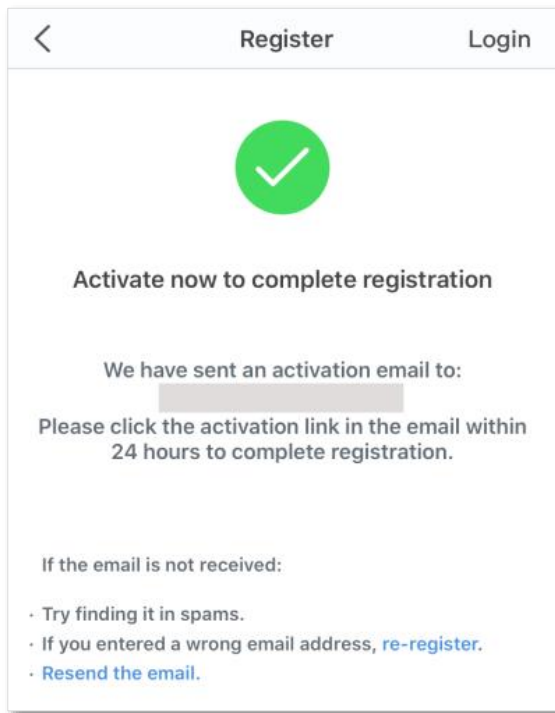 Register
Login
Activate now to complete registration
We have sent an activation email to:
Please click the activation link in the email within
24 hours to complete registration.
If the email is not received:
· Try finding it in spams.
· If you entered a wrong email address, re-register.
· Resend the email.